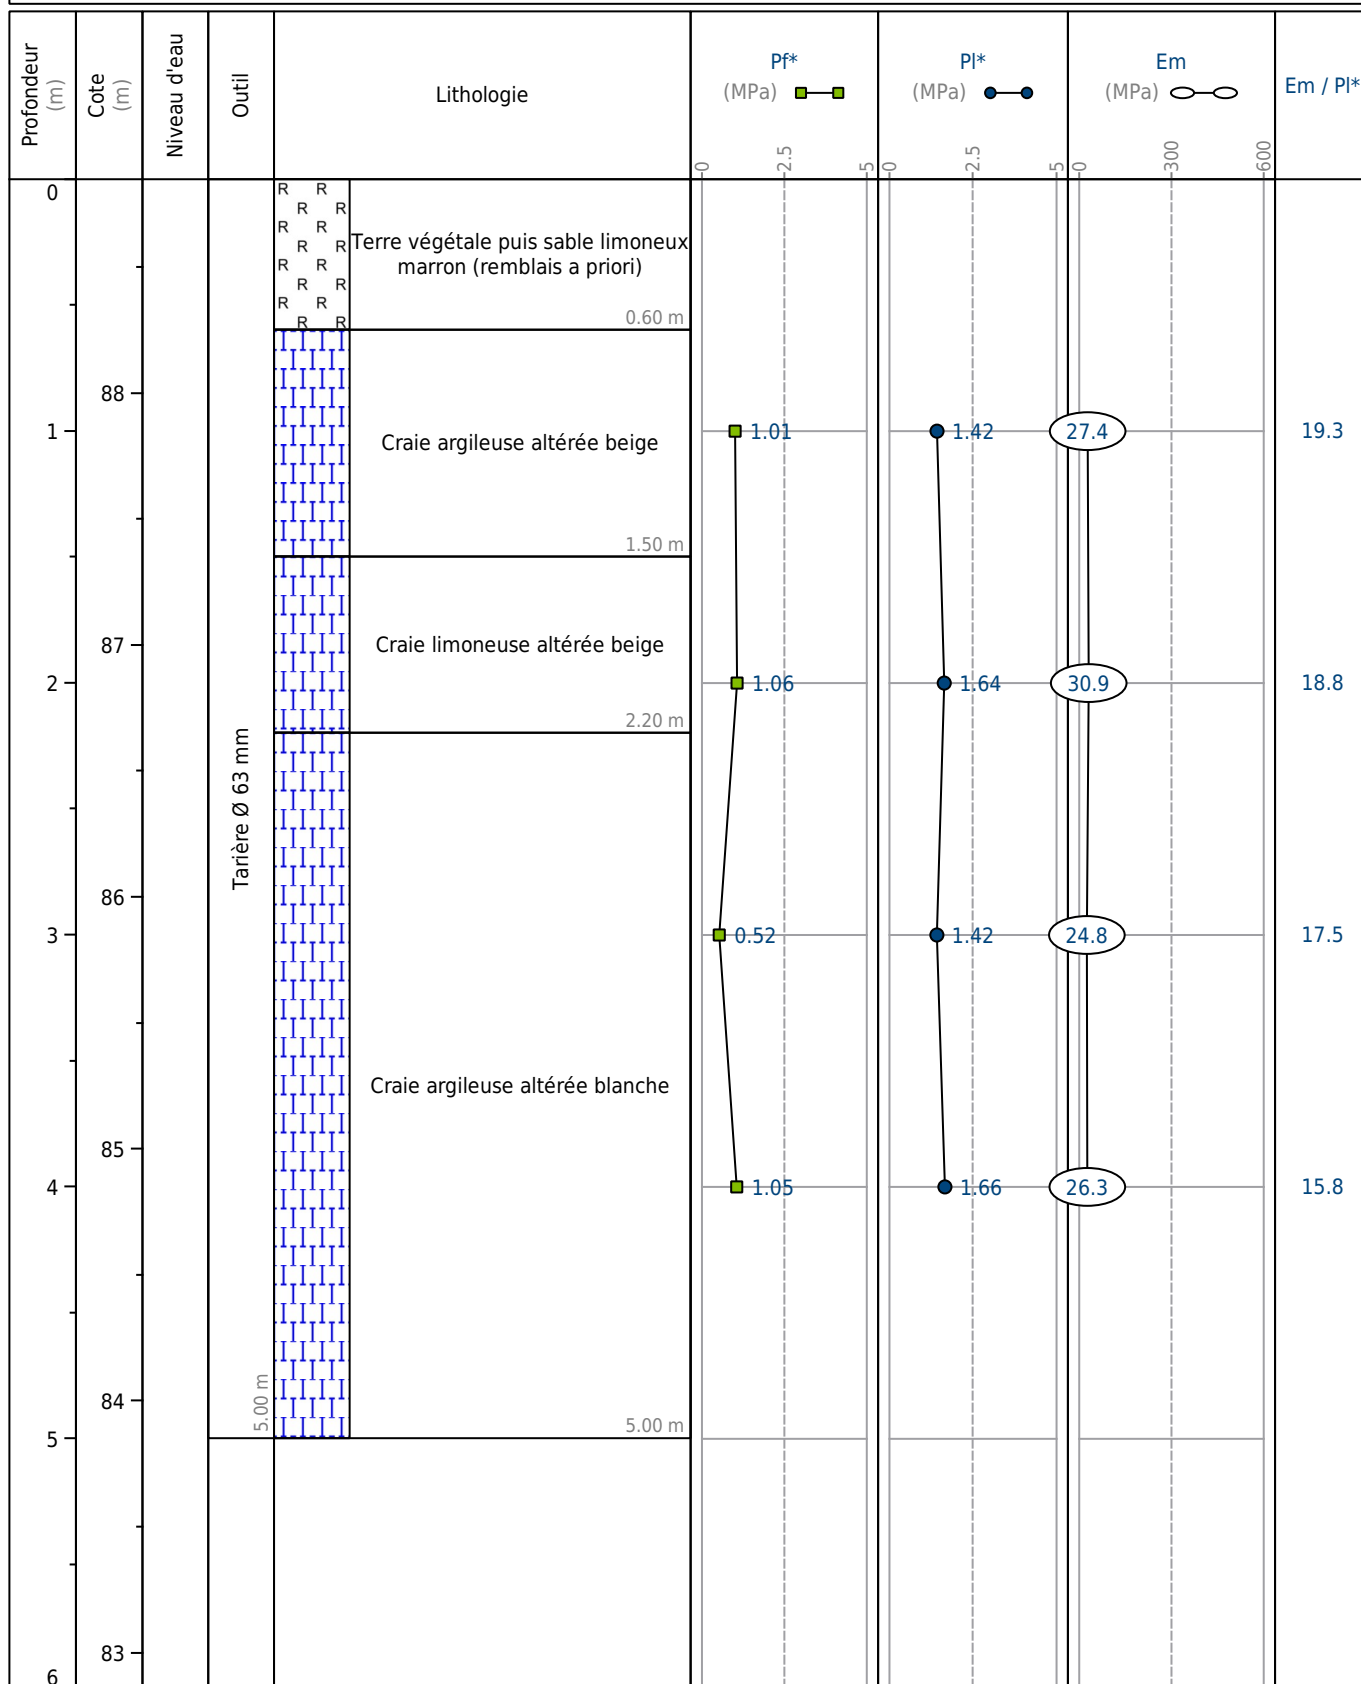 Profondeur
(m)
Cote
(m)
Niveau d'eau
Outil
Lithologie
Pf*
(MPa)
0
2.5
5
Pl*
(MPa)
0
2.5
5
Em
(MPa)
0
300
600
Em / Pl*
0
R R
R R
R R
R R
R R
R R
R R
R R
Terre végétale puis sable limoneux
marron (remblais a priori)
0.60 m
88
1
Craie argileuse altérée beige
1.01
1.42
27.4
19.3
1.50 m
87
Craie limoneuse altérée beige
2
1.06
1.64
30.9
18.8
2.20 m
Tarière Ø 63 mm
86
3
0.52
1.42
24.8
17.5
Craie argileuse altérée blanche
85
4
1.05
1.66
26.3
15.8
84
5.00 m
5.00 m
5
83
6